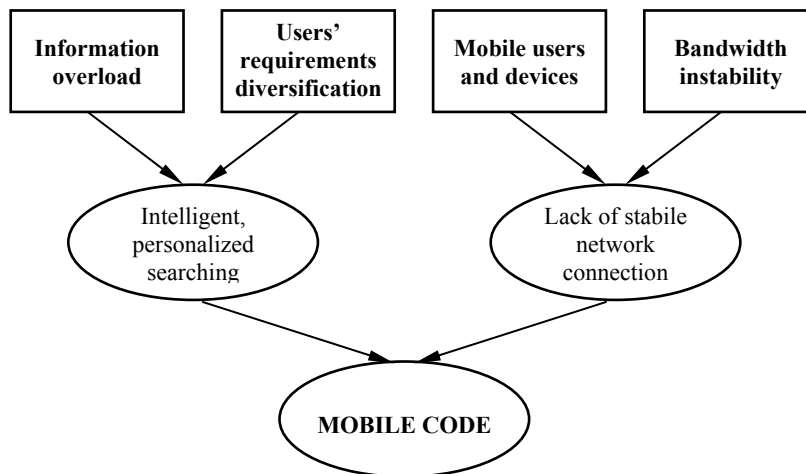 Information
overload
Users’
requirements
diversification
Mobile users
and devices
Bandwidth
instability
Intelligent,
personalized
searching
Lack of stabile
network
connection
MOBILE CODE